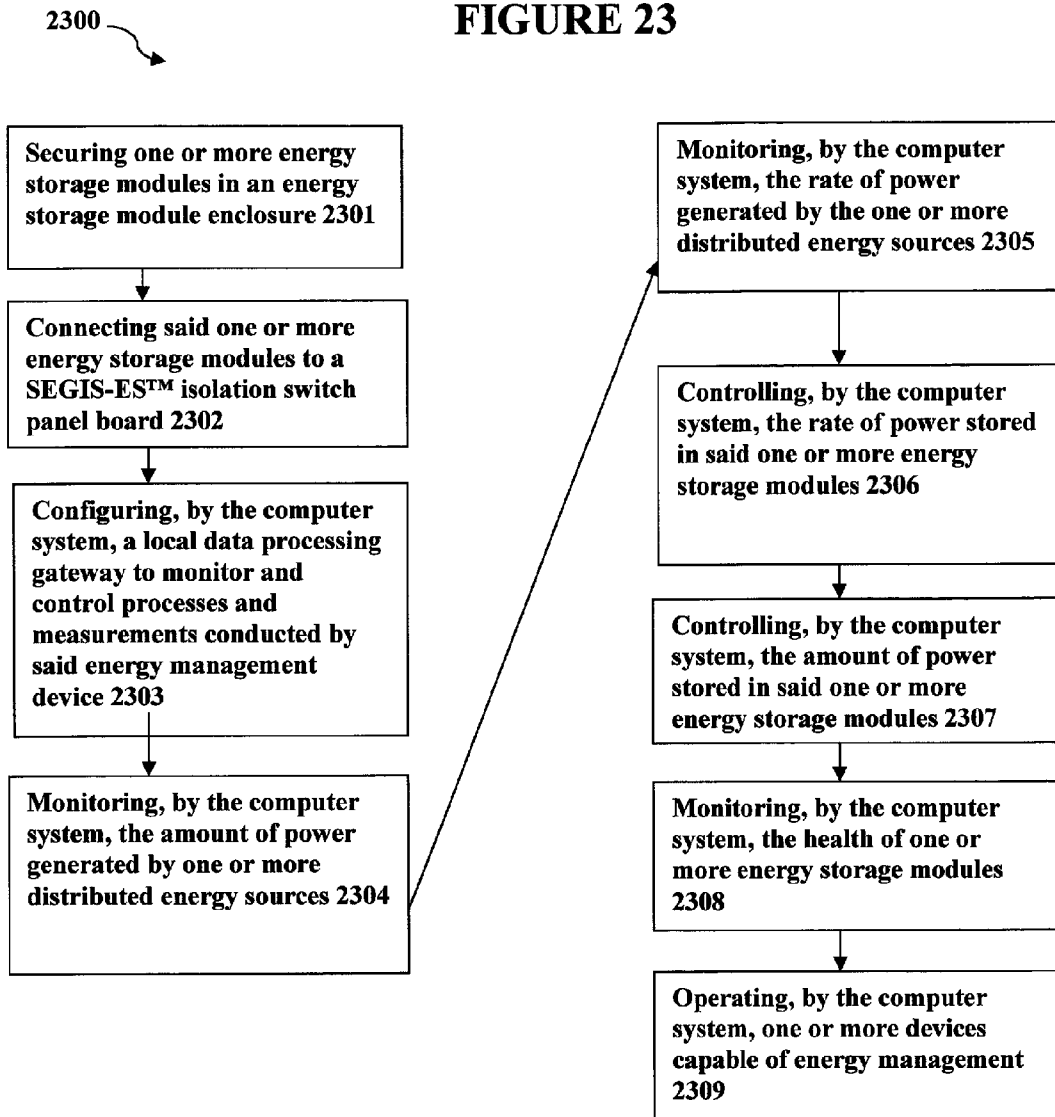 FIGURE 23
2300
Securing one or more energy
storage modules in an energy
storage module enclosure 2301
Connecting said one or more
energy storage modules to a
SEGIS-ES™ isolation switch
panel board 2302
Configuring, by the computer
system, a local data processing
gateway to monitor and
control processes and
measurements conducted by
said energy management
device 2303
Monitoring, by the computer
system, the amount of power
generated by one or more
distributed energy sources 2304
Monitoring, by the computer
system, the rate of power
generated by the one or more
distributed energy sources 2305
Controlling, by the computer
system, the rate of power stored
in said one or more energy
storage modules 2306
Controlling, by the computer
system, the amount of power
stored in said one or more
energy storage modules 2307
Monitoring, by the computer
system, the health of one or
more energy storage modules
2308
Operating, by the computer
system, one or more devices
capable of energy management
2309